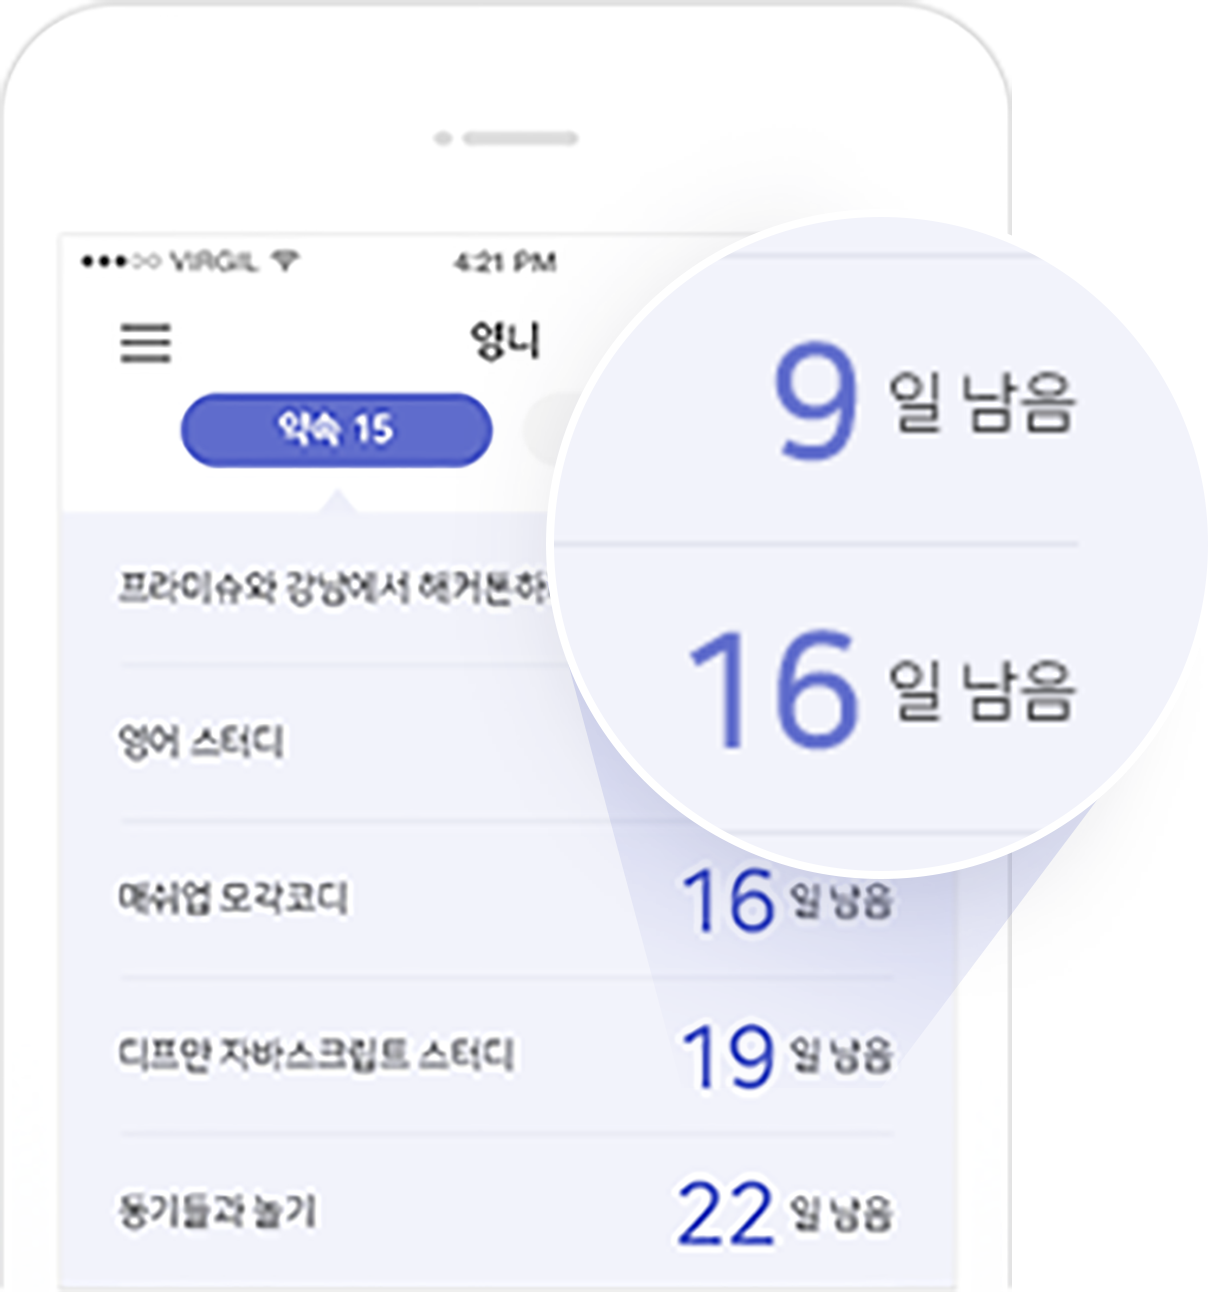 VIRGIL 4:21 PM
영니
약속 15
프라이슈와 강남에서 해커톤하
9 일 남음
영어 스터디
16 일 남음
매쉬업 모각코디 16 일 남음
디프만 자바스크립트 스터디 19 일 남음
동기들과 놀기 22 일 남음